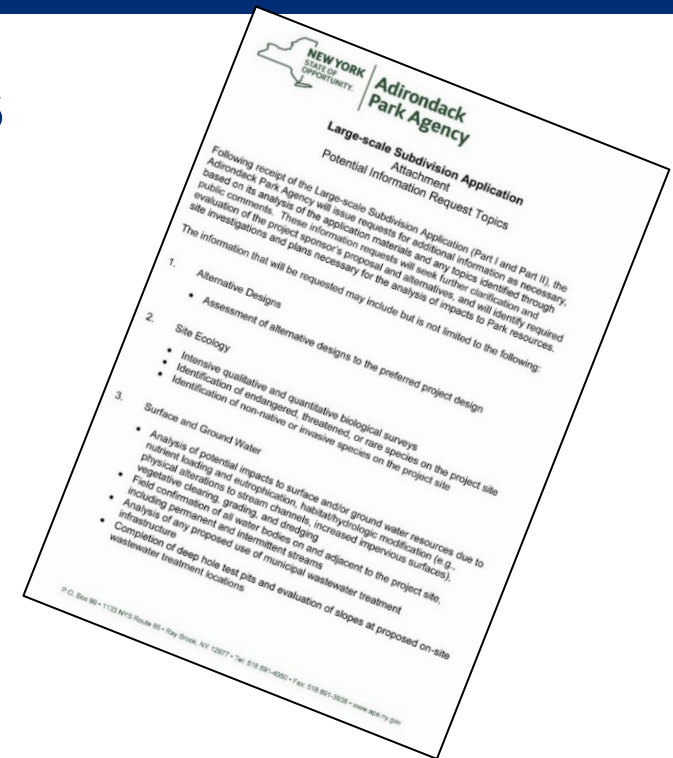 NEW YORK
STATE OF
OPPORTUNITY.
Adirondack
Park Agency
Large-scale Subdivision Application
Attachment
Potential Information Request Topics
Following receipt of the Large-scale Subdivision Application (Part I and Part II), the
Adirondack Park Agency will issue requests for additional information as necessary,
based on its analysis of the application materials and any topics identified through
public comments. These information requests will seek further clarification and
evaluation of the project sponsor's proposal and alternatives, and will identify required
site investigations and plans necessary for the analysis of impacts to Park resources.
The information that will be requested may include but is not limited to the following:
1. Alternative Designs
• Assessment of alternative designs to the preferred project design
2. Site Ecology
• Intensive qualitative and quantitative biological surveys
• Identification of endangered, threatened, or rare species on the project site
• Identification of non-native or invasive species on the project site
3. Surface and Ground Water
• Analysis of potential impacts to surface and/or ground water resources due to
nutrient loading and eutrophication, habitat/hydrologic modification (e.g.,
physical alterations to stream channels, increased impervious surfaces),
vegetative clearing, grading, and dredging
• Field confirmation of all water bodies on and adjacent to the project site,
including permanent and intermittent streams
• Analysis of any proposed use of municipal wastewater treatment
infrastructure
• Completion of deep hole test pits and evaluation of slopes at proposed on-site
wastewater treatment locations
P.O. Box 99 • 1133 NYS Route 86 • Ray Brook, NY 12977 • Tel: 518 891-4050 • Fax: 518 891-3938 • www.apa.ny.gov